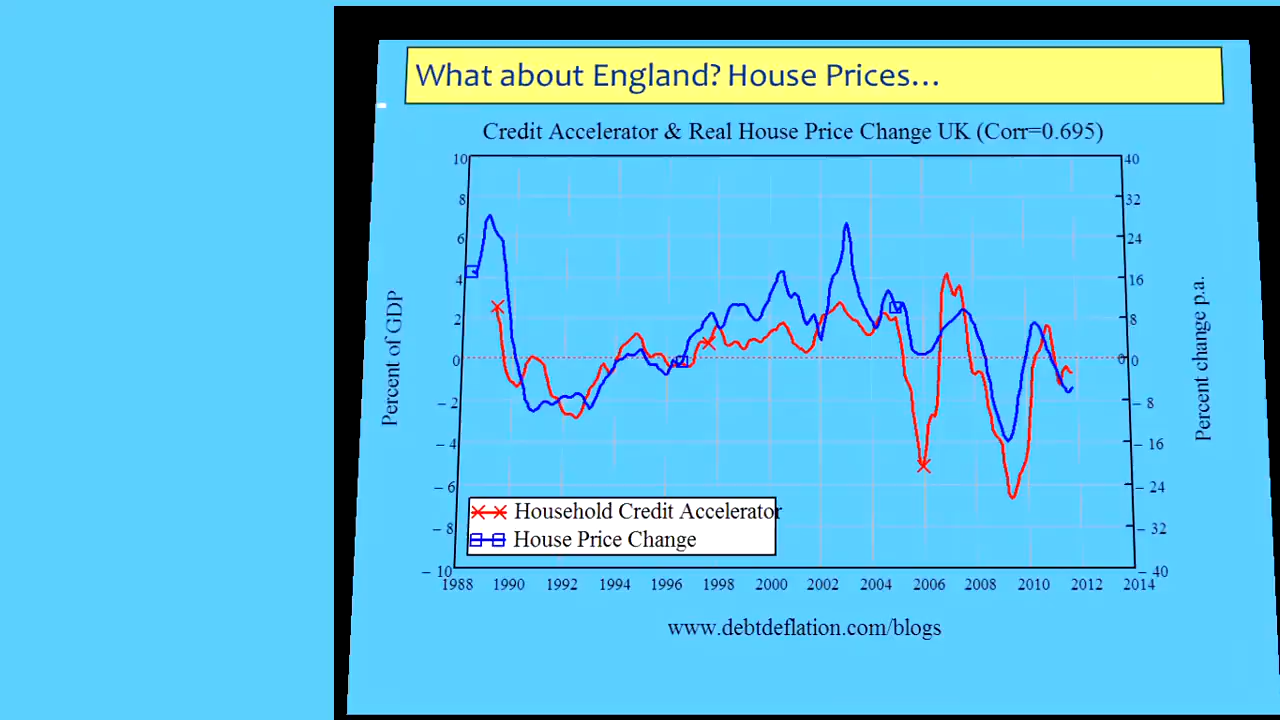 What about England? House Prices...
Credit Accelerator & Real House Price Change UK (Corr=0.695)
10
8
6
4
2
0
– 2
– 4
– 6
– 8
– 10
40
32
24
16
8
0
0
– 8
– 16
– 24
– 32
– 40
Percent of GDP
Percent change p.a.
Household Credit Accelerator
House Price Change
1988 1990 1992 1994 1996 1998 2000 2002 2004 2006 2008 2010 2012 2014
www.debtdeflation.com/blogs